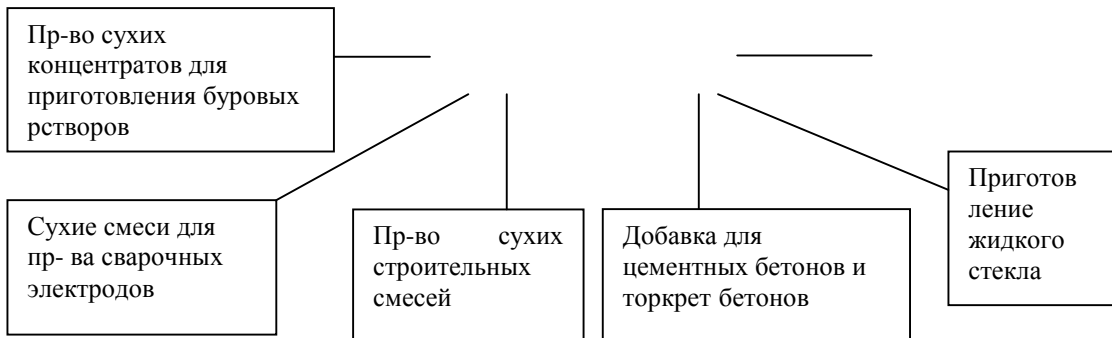 Пр-во сухих
концентратов для
приготовления буровых
рстворов
Сухие смеси для
пр- ва сварочных
электродов
Пр-во сухих
строительных
смесей
Добавка для
цементных бетонов и
торкрет бетонов
Приготов
ление
жидкого
стекла